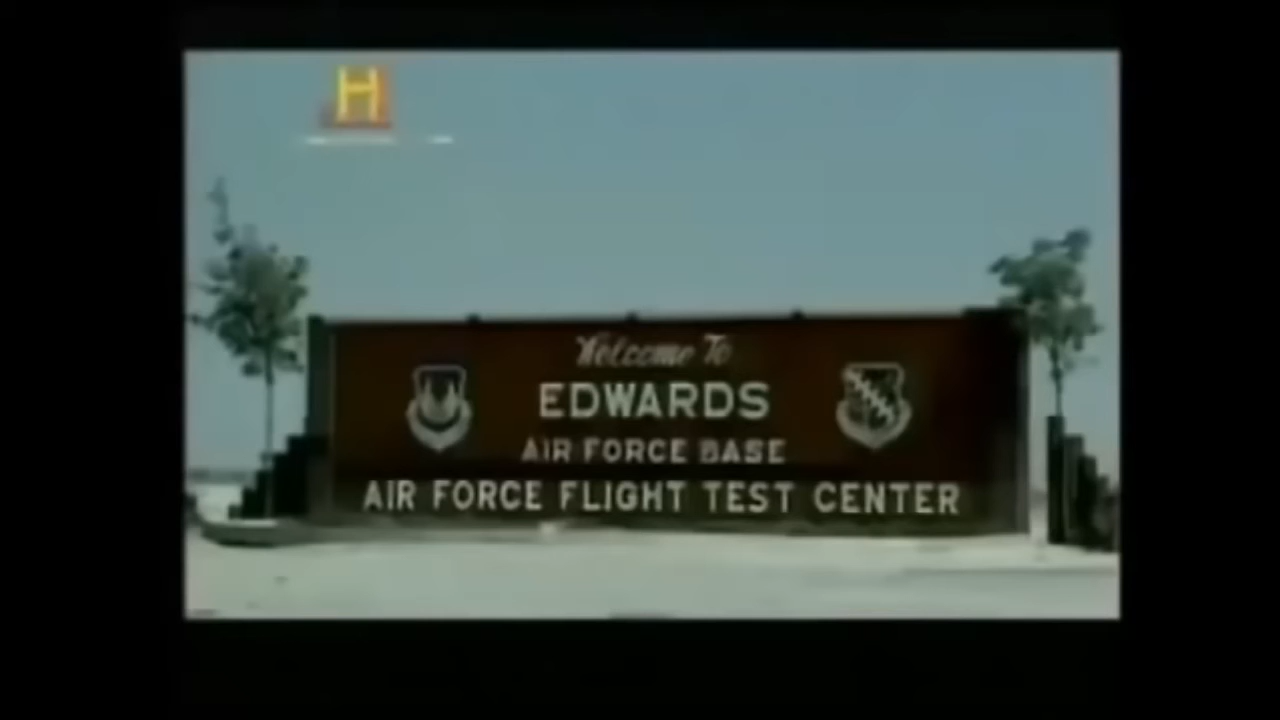 H
Welcome To
EDWARDS
AIR FORCE BASE
AIR FORCE FLIGHT TEST CENTER